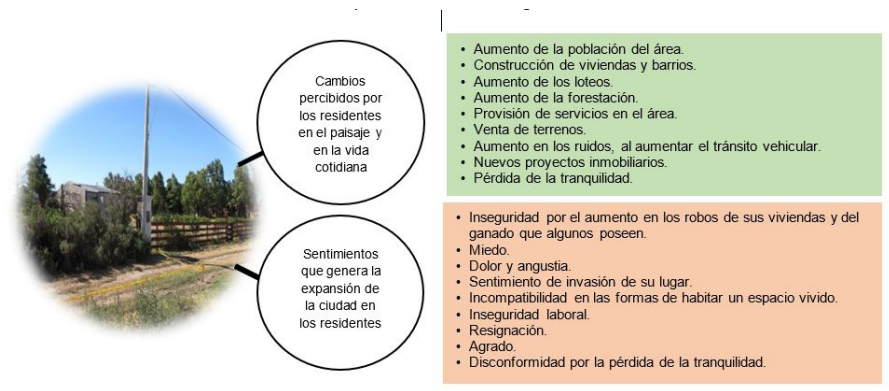 Cambios
percibidos por
los residentes
en el paisaje y
en la vida
cotidiana
• Aumento de la población del área.
• Construcción de viviendas y barrios.
• Aumento de los loteos.
• Aumento de la forestación.
• Provisión de servicios en el área.
• Venta de terrenos.
• Aumento en los ruidos, al aumentar el tránsito vehicular.
• Nuevos proyectos inmobiliarios.
• Pérdida de la tranquilidad.
Sentimientos
que genera la
expansión de
la ciudad en
los residentes
• Inseguridad por el aumento en los robos de sus viviendas y del
ganado que algunos poseen.
• Miedo.
• Dolor y angustia.
• Sentimiento de invasión de su lugar.
• Incompatibilidad en las formas de habitar un espacio vivido.
• Inseguridad laboral.
• Resignación.
• Agrado.
• Disconformidad por la pérdida de la tranquilidad.